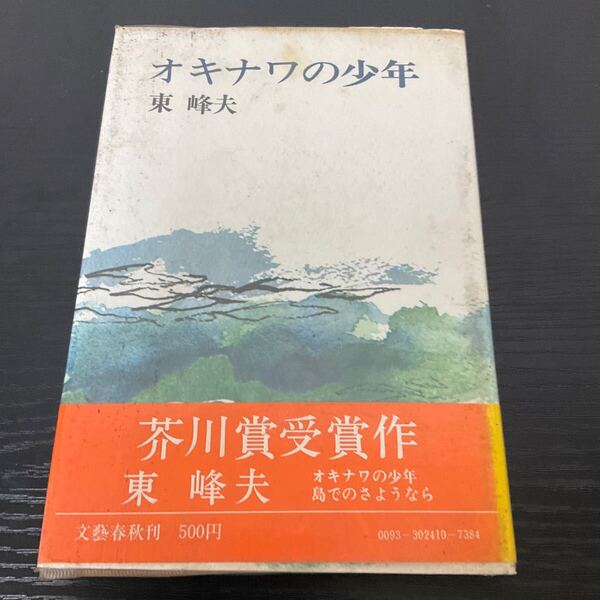 オキナワの少年
東 峰夫
芥川賞受賞作
東 峰夫
オキナワの少年
島でのさようなら
文藝春秋刊 500円
0093-302410-7384